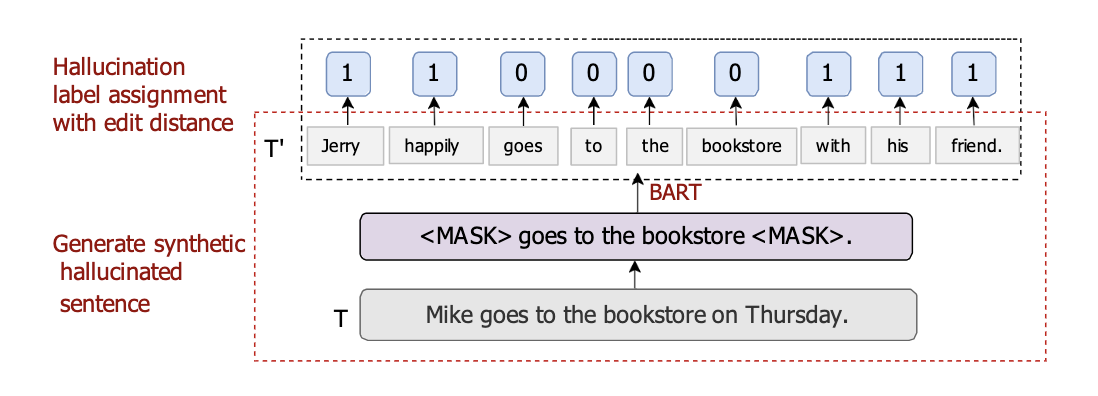 Hallucination
label assignment
with edit distance
1 1 0 0 0 0 1 1 1
T'
Jerry happily goes to the bookstore with his friend.
BART
Generate synthetic
hallucinated
sentence
<MASK> goes to the bookstore <MASK>.
T
Mike goes to the bookstore on Thursday.